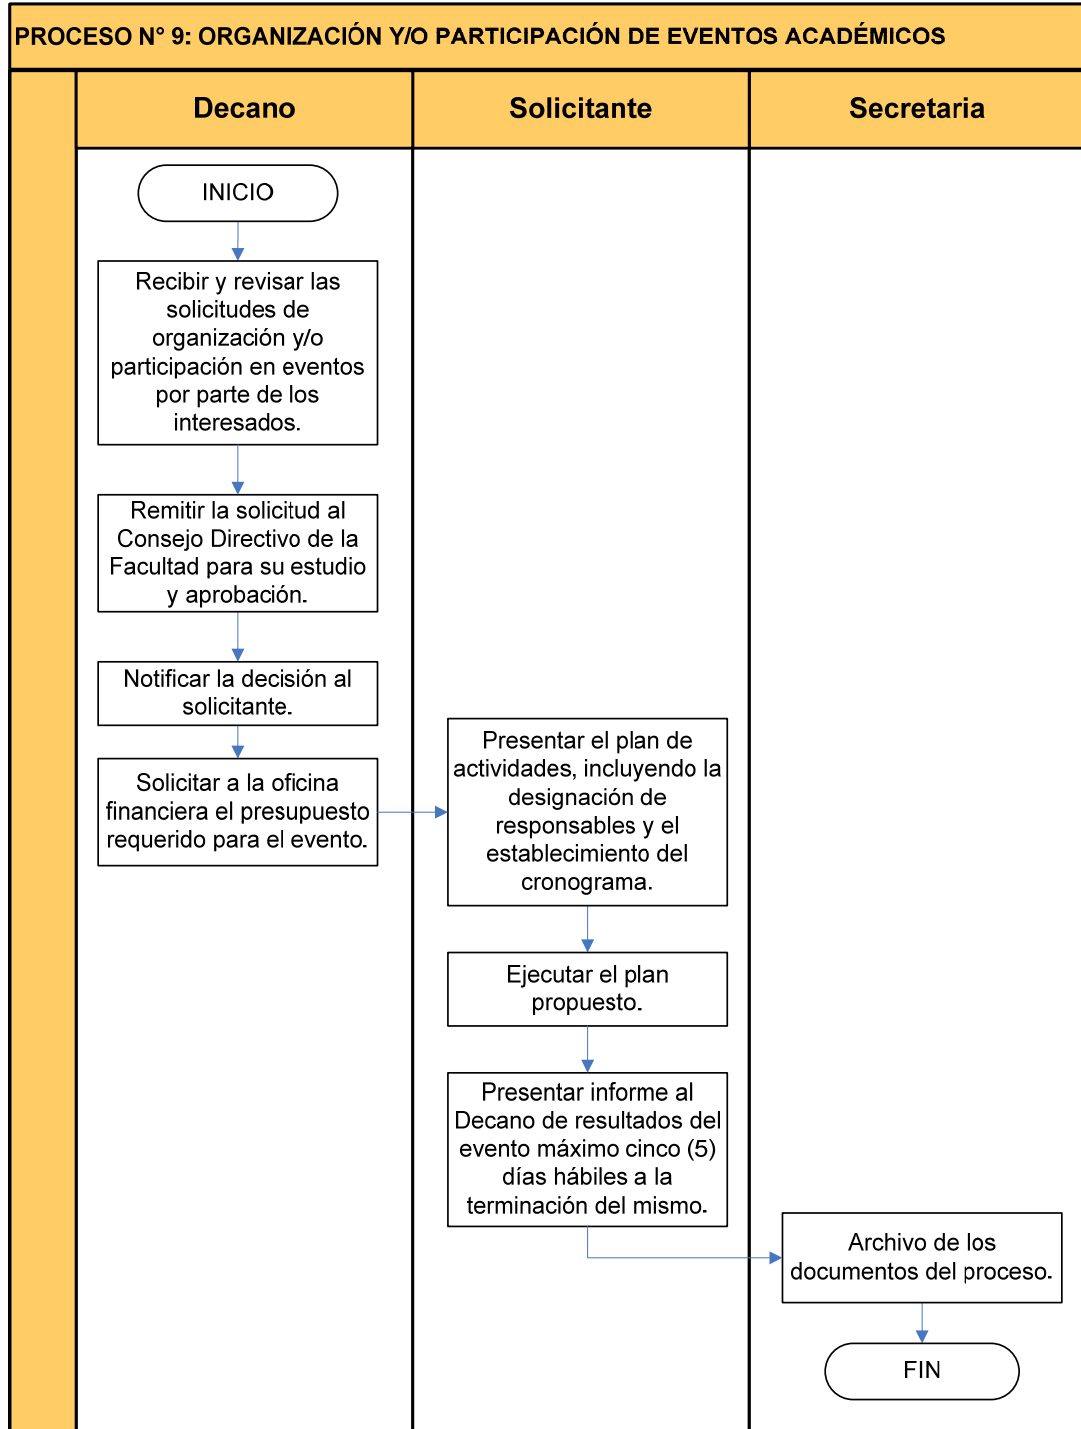 PROCESO N° 9: ORGANIZACIÓN Y/O PARTICIPACIÓN DE EVENTOS ACADÉMICOS
Decano
Solicitante
Secretaria
INICIO
Recibir y revisar las
solicitudes de
organización y/o
participación en eventos
por parte de los
interesados.
Remitir la solicitud al
Consejo Directivo de la
Facultad para su estudio
y aprobación.
Notificar la decisión al
solicitante.
Solicitar a la oficina
financiera el presupuesto
requerido para el evento.
Presentar el plan de
actividades, incluyendo la
designación de
responsables y el
establecimiento del
cronograma.
Ejecutar el plan
propuesto.
Presentar informe al
Decano de resultados del
evento máximo cinco (5)
días hábiles a la
terminación del mismo.
Archivo de los
documentos del proceso.
FIN